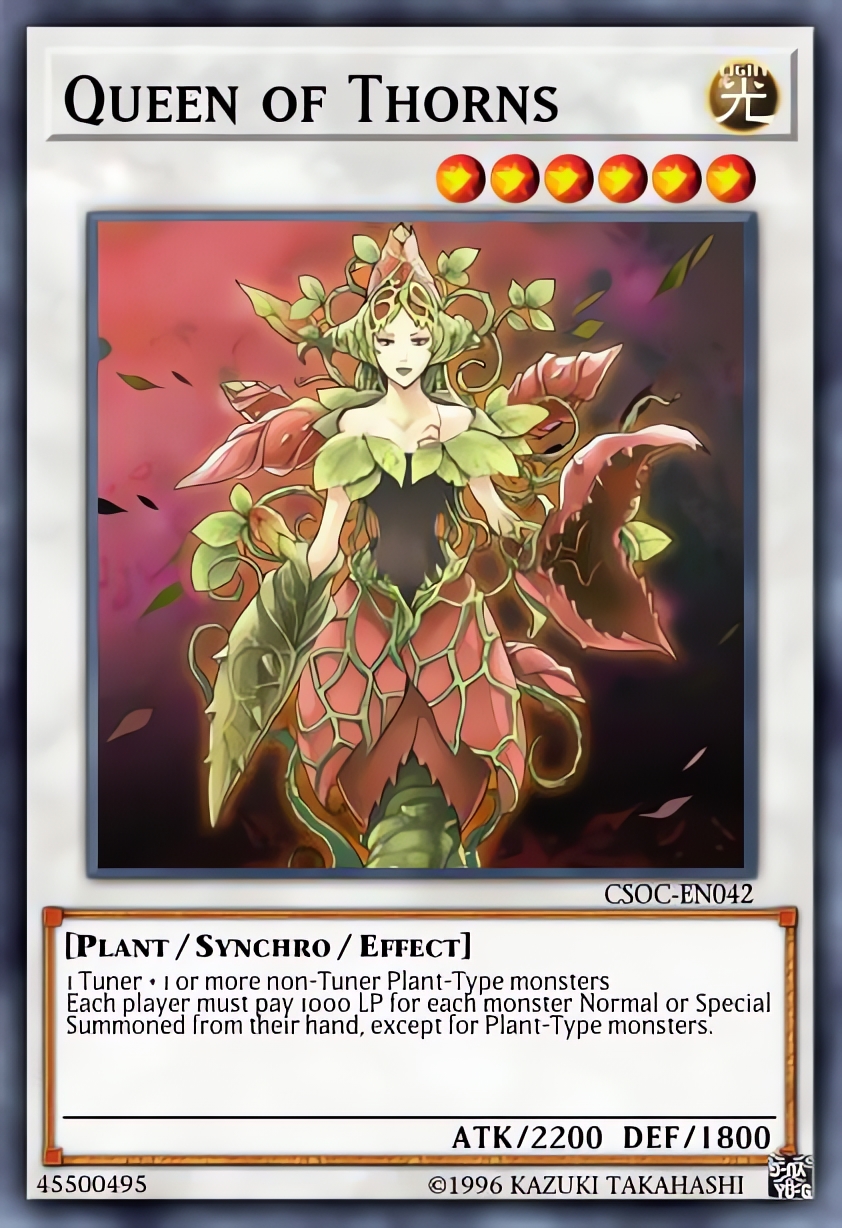 QUEEN OF THORNS
光
CSOC-EN042
[PLANT / SYNCHRO / EFFECT]
1 Tuner + 1 or more non-Tuner Plant-Type monsters
Each player must pay 1000 LP for each monster Normal or Special
Summoned from their hand, except for Plant-Type monsters.
ATK/2200 DEF/1800
45500495
©1996 KAZUKI TAKAHASHI